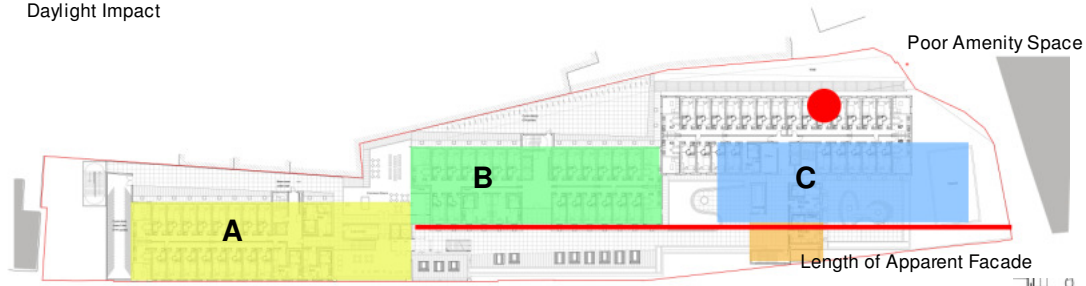 Daylight Impact
Poor Amenity Space
B
C
A
Length of Apparent Facade